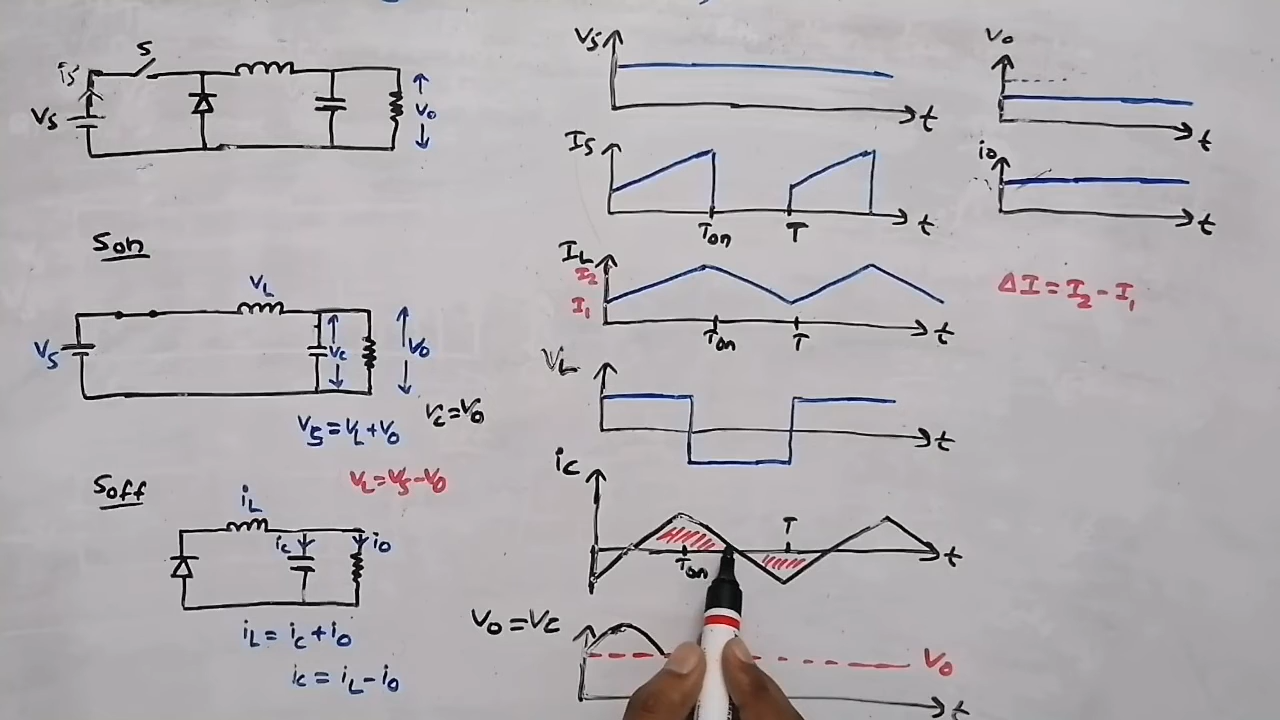 S
is
Vs
Vo
Son
VL
Vs
Vc
Vo
Vs = VL + Vo
Vc = Vo
VL = Vs - Vo
Soff
iL
ic
io
iL = ic + io
ic = iL - io
Vs
t
Is
Ton
T
t
IL
I2
I1
Ton
T
t
VL
t
ic
T
Ton
t
Vo = Vc
Vo
t
Vo
t
io
t
ΔI = I2 - I1